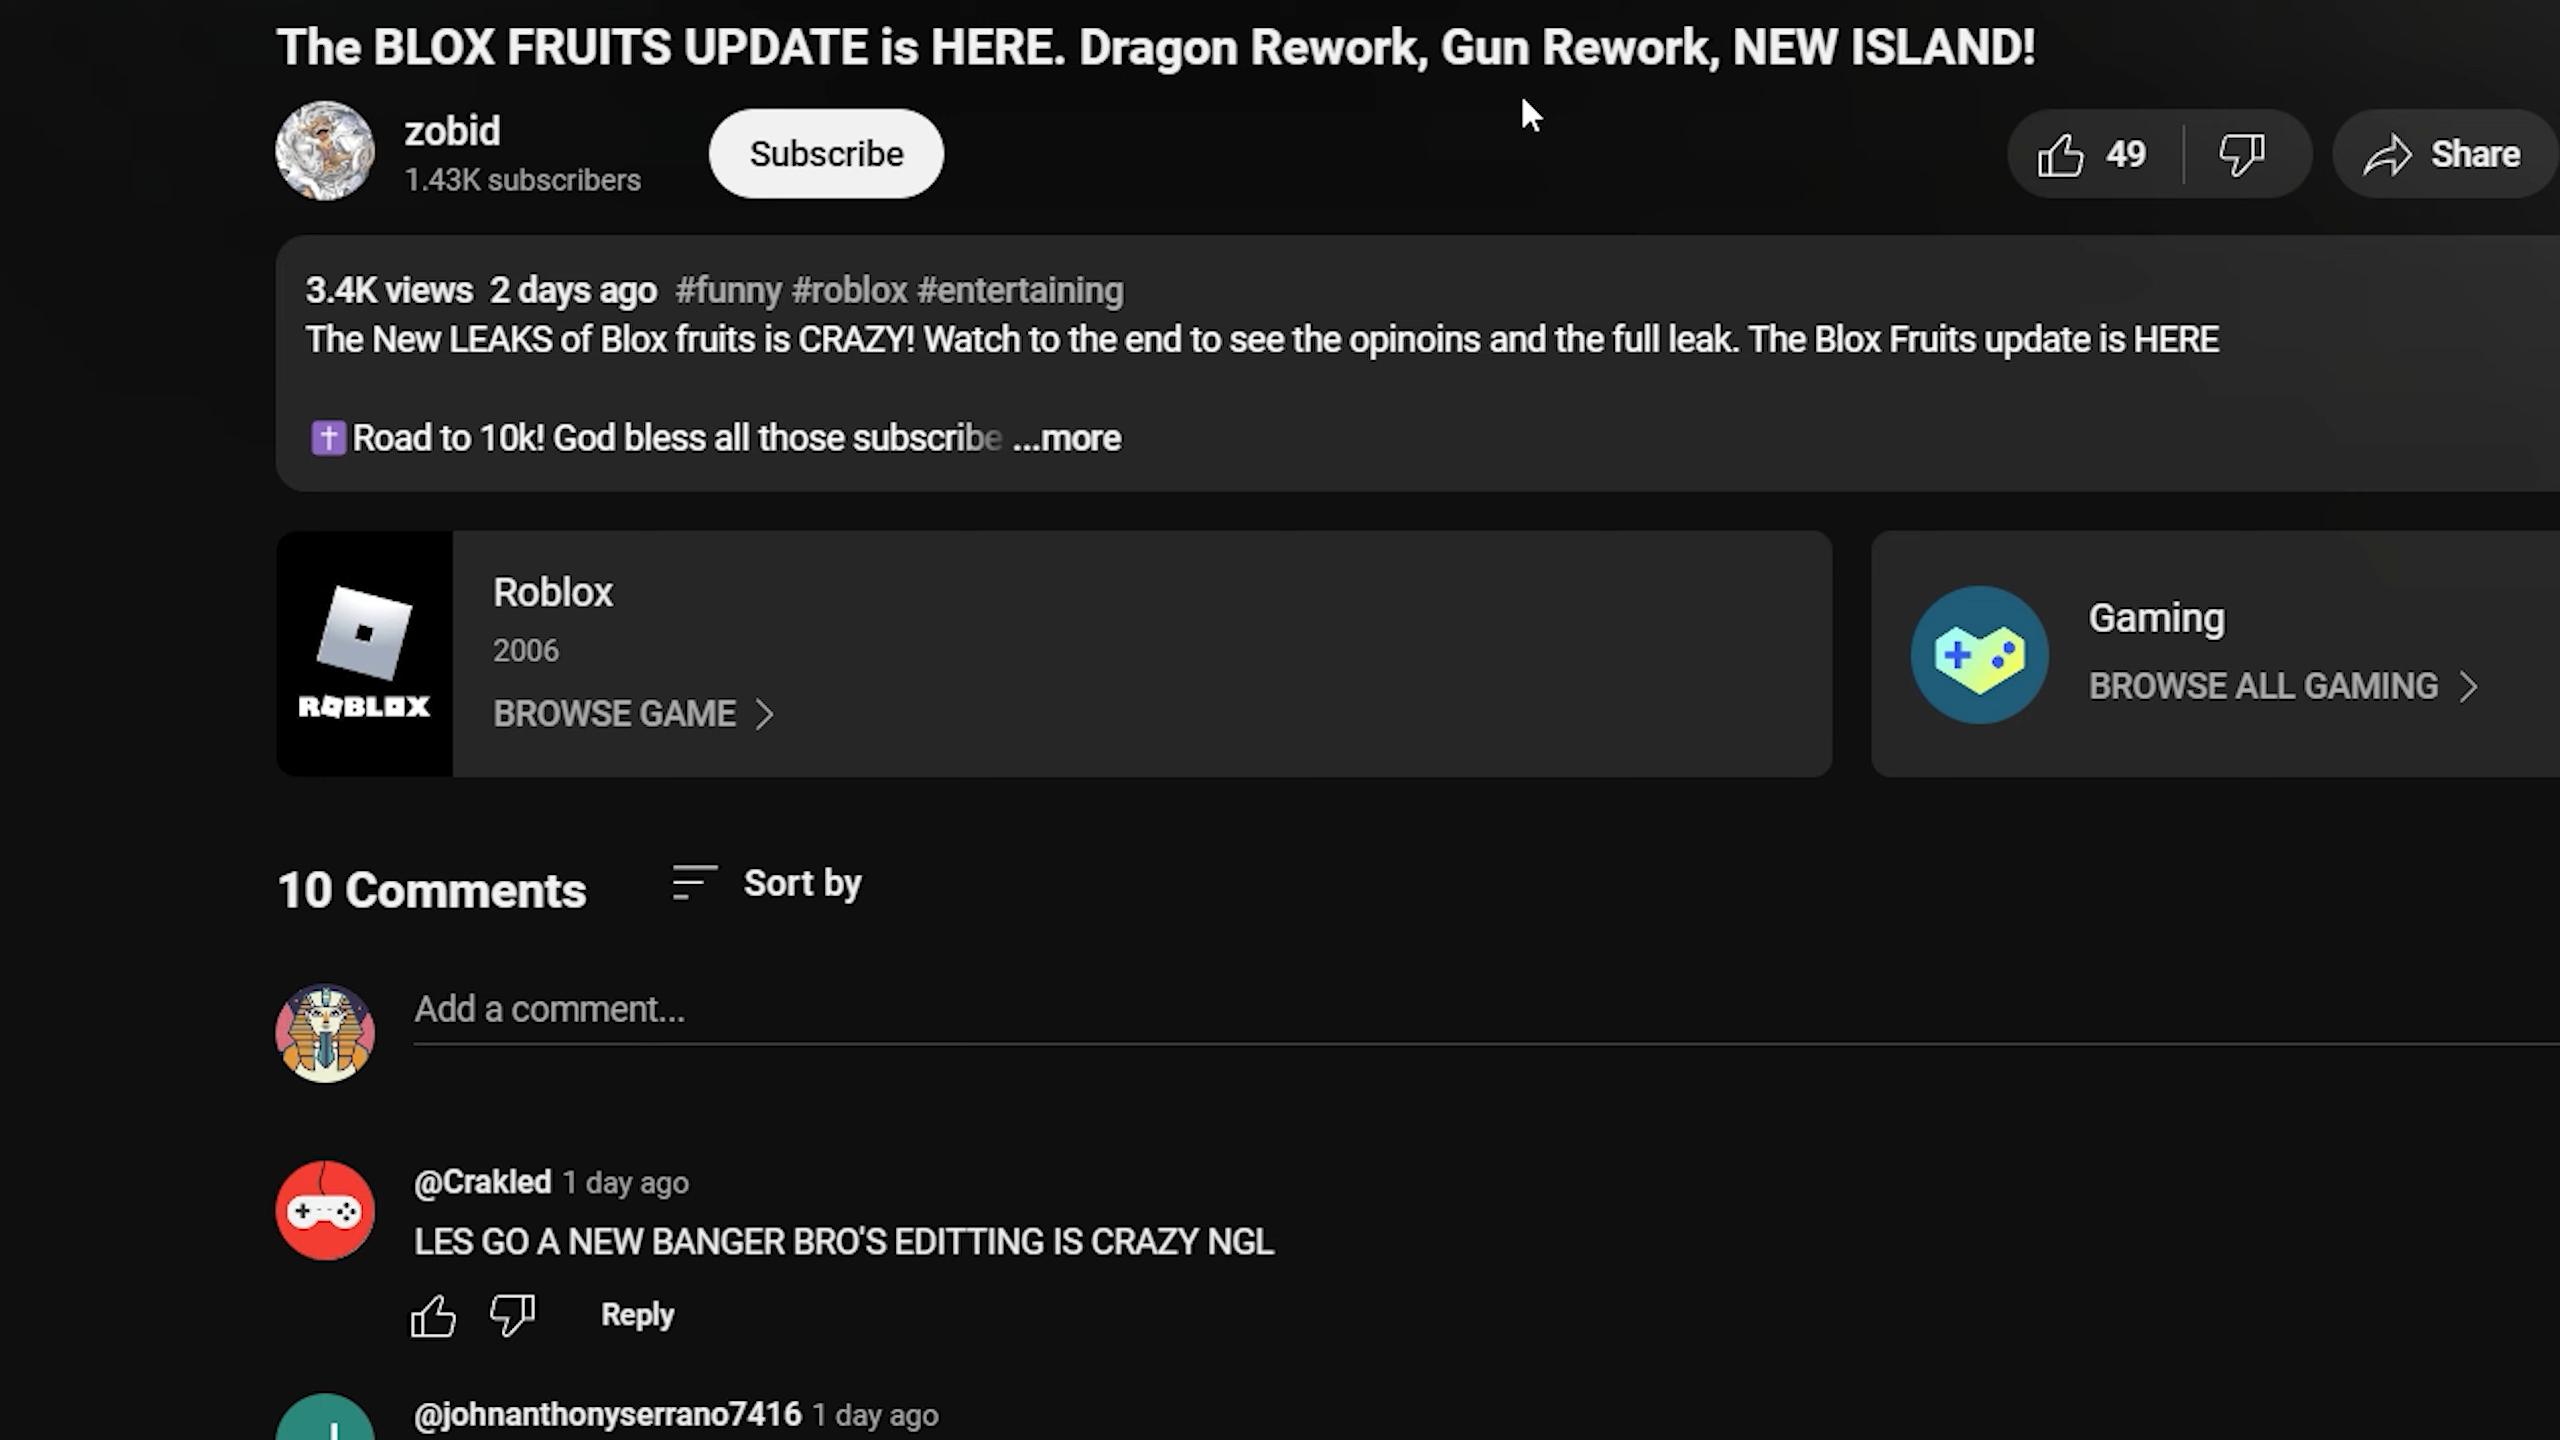 The BLOX FRUITS UPDATE is HERE. Dragon Rework, Gun Rework, NEW ISLAND!
zobid
1.43K subscribers
Subscribe
49
Share
3.4K views 2 days ago #funny #roblox #entertaining
The New LEAKS of Blox fruits is CRAZY! Watch to the end to see the opinoins and the full leak. The Blox Fruits update is HERE
✝️Road to 10k! God bless all those subscribe ...more
ROBLOX
Roblox
2006
BROWSE GAME
Gaming
BROWSE ALL GAMING
10 Comments
Sort by
Add a comment...
@Crakled 1 day ago
LES GO A NEW BANGER BRO'S EDITTING IS CRAZY NGL
Reply
@johnanthonyserrano7416 1 day ago